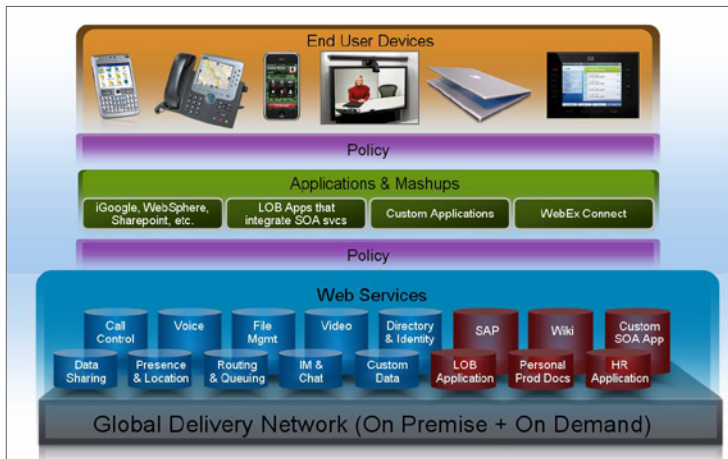 End User Devices
Policy
Applications & Mashups
iGoogle, WebSphere,
Sharepoint, etc.
LOB Apps that
integrate SOA svcs
Custom Applications
WebEx Connect
Policy
Web Services
Call
Control
Voice
File
Mgmt
Video
Directory
& Identity
SAP
Wiki
Custom
SOA App
Data
Sharing
Presence
& Location
Routing
& Queuing
IM &
Chat
Custom
Data
LOB
Application
Personal
Prod Docs
HR
Application
Global Delivery Network (On Premise + On Demand)